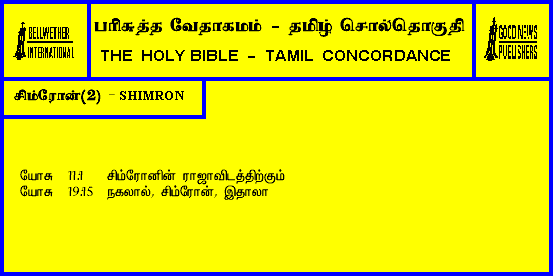 BELLWETHER
INTERNATIONAL
பரிசுத்த வேதாகமம் - தமிழ் சொல்தொகுதி
THE HOLY BIBLE - TAMIL CONCORDANCE
GOOD NEWS
PUBLISHERS
சிம்ரோன்(2) - SHIMRON
யோசு 11:1 சிம்ரோனின் ராஜாவிடத்திற்கும்
யோசு 19:15 நகலால், சிம்ரோன், இதாலா